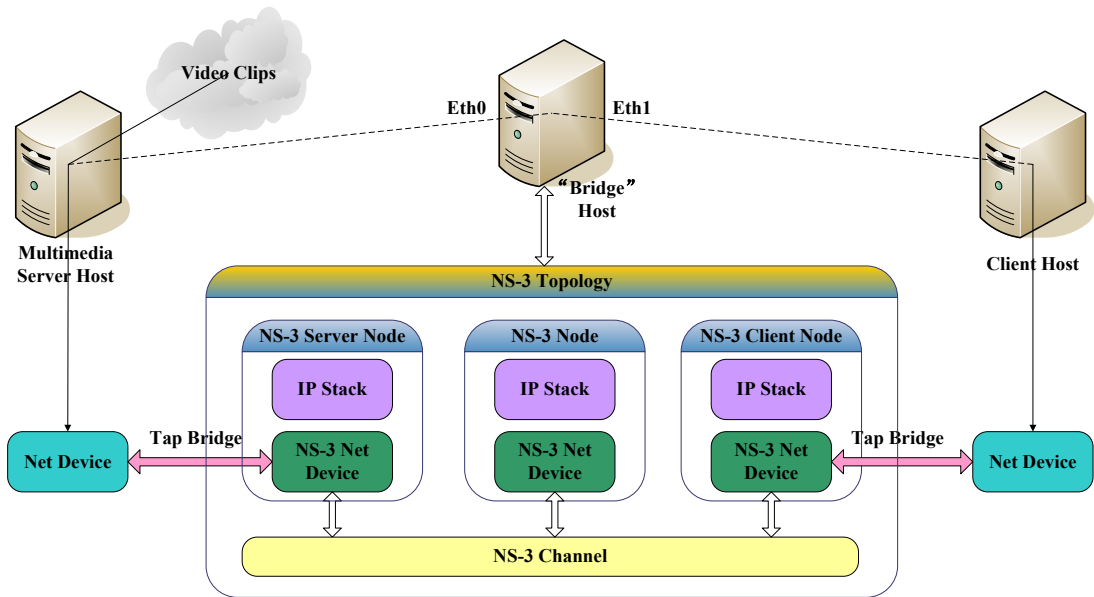 Video Clips
Eth0
Eth1
“Bridge”
Host
Multimedia
Server Host
Client Host
NS-3 Topology
NS-3 Server Node
NS-3 Node
NS-3 Client Node
IP Stack
IP Stack
IP Stack
Tap Bridge
Tap Bridge
Net Device
NS-3 Net
Device
NS-3 Net
Device
NS-3 Net
Device
Net Device
NS-3 Channel